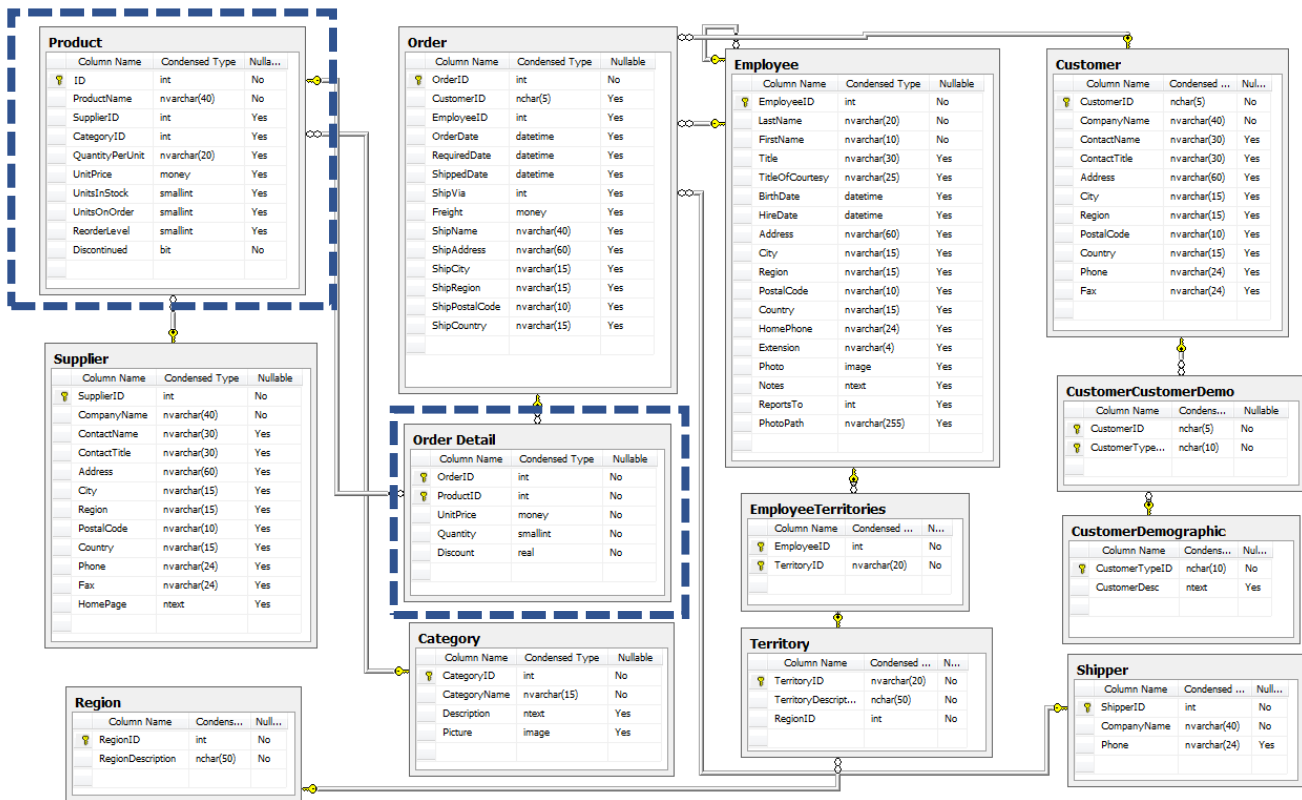 Product
Column Name Condensed Type Nulla...
ID int No
ProductName nvarchar(40) No
SupplierID int Yes
CategoryID int Yes
QuantityPerUnit nvarchar(20) Yes
UnitPrice money Yes
UnitsInStock smallint Yes
UnitsOnOrder smallint Yes
ReorderLevel smallint Yes
Discontinued bit No
Order
Column Name Condensed Type Nullable
OrderID int No
CustomerID nchar(5) Yes
EmployeeID int Yes
OrderDate datetime Yes
RequiredDate datetime Yes
ShippedDate datetime Yes
ShipVia int Yes
Freight money Yes
ShipName nvarchar(40) Yes
ShipAddress nvarchar(60) Yes
ShipCity nvarchar(15) Yes
ShipRegion nvarchar(15) Yes
ShipPostalCode nvarchar(10) Yes
ShipCountry nvarchar(15) Yes
Employee
Column Name Condensed Type Nullable
EmployeeID int No
LastName nvarchar(20) No
FirstName nvarchar(10) No
Title nvarchar(30) Yes
TitleOfCourtesy nvarchar(25) Yes
BirthDate datetime Yes
HireDate datetime Yes
Address nvarchar(60) Yes
City nvarchar(15) Yes
Region nvarchar(15) Yes
PostalCode nvarchar(10) Yes
Country nvarchar(15) Yes
HomePhone nvarchar(24) Yes
Extension nvarchar(4) Yes
Photo image Yes
Notes ntext Yes
ReportsTo int Yes
PhotoPath nvarchar(255) Yes
Customer
Column Name Condensed ... Nul...
CustomerID nchar(5) No
CompanyName nvarchar(40) No
ContactName nvarchar(30) Yes
ContactTitle nvarchar(30) Yes
Address nvarchar(60) Yes
City nvarchar(15) Yes
Region nvarchar(15) Yes
PostalCode nvarchar(10) Yes
Country nvarchar(15) Yes
Phone nvarchar(24) Yes
Fax nvarchar(24) Yes
Supplier
Column Name Condensed Type Nullable
SupplierID int No
CompanyName nvarchar(40) No
ContactName nvarchar(30) Yes
ContactTitle nvarchar(30) Yes
Address nvarchar(60) Yes
City nvarchar(15) Yes
Region nvarchar(15) Yes
PostalCode nvarchar(10) Yes
Country nvarchar(15) Yes
Phone nvarchar(24) Yes
Fax nvarchar(24) Yes
HomePage ntext Yes
Order Detail
Column Name Condensed Type Nullable
OrderID int No
ProductID int No
UnitPrice money No
Quantity smallint No
Discount real No
CustomerCustomerDemo
Column Name Condens... Nullable
CustomerID nchar(5) No
CustomerType... nchar(10) No
EmployeeTerritories
Column Name Condensed ... N...
EmployeeID int No
TerritoryID nvarchar(20) No
CustomerDemographic
Column Name Condens... Nul...
CustomerTypeID nchar(10) No
CustomerDesc ntext Yes
Category
Column Name Condensed Type Nullable
CategoryID int No
CategoryName nvarchar(15) No
Description ntext Yes
Picture image Yes
Territory
Column Name Condensed ... N...
TerritoryID nvarchar(20) No
TerritoryDescript... nchar(50) No
RegionID int No
Shipper
Column Name Condensed ... Null...
ShipperID int No
CompanyName nvarchar(40) No
Phone nvarchar(24) Yes
Region
Column Name Condens... Null...
RegionID int No
RegionDescription nchar(50) No